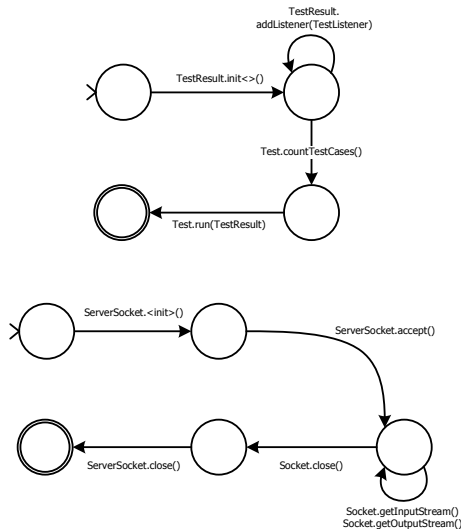 TestResult.
addListener(TestListener)
TestResult.init<>()
Test.countTestCases()
Test.run(TestResult)
ServerSocket.<init>()
ServerSocket.accept()
ServerSocket.close()
Socket.close()
Socket.getInputStream()
Socket.getOutputStream()